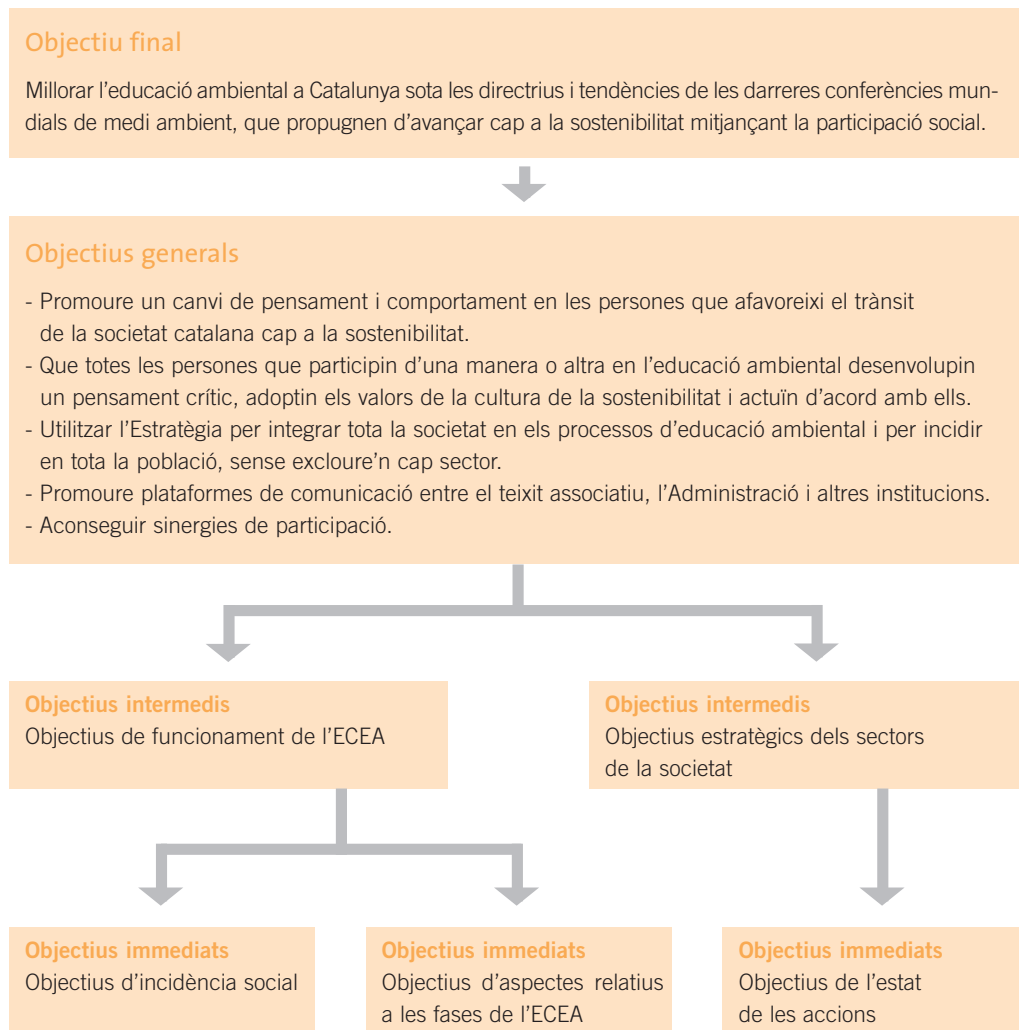 Objectiu final
Millorar l'educació ambiental a Catalunya sota les directrius i tendències de les darreres conferències mun-
dials de medi ambient, que propugnen d'avançar cap a la sostenibilitat mitjançant la participació social.
Objectius generals
- Promoure un canvi de pensament i comportament en les persones que afavoreixi el trànsit
de la societat catalana cap a la sostenibilitat.
- Que totes les persones que participin d'una manera o altra en l'educació ambiental desenvolupin
un pensament crític, adoptin els valors de la cultura de la sostenibilitat i actuïn d'acord amb ells.
- Utilitzar l'Estratègia per integrar tota la societat en els processos d'educació ambiental i per incidir
en tota la població, sense excloure'n cap sector.
- Promoure plataformes de comunicació entre el teixit associatiu, l'Administració i altres institucions.
- Aconseguir sinergies de participació.
Objectius intermedis
Objectius de funcionament de l'ECEA
Objectius intermedis
Objectius estratègics dels sectors
de la societat
Objectius immediats
Objectius d'incidència social
Objectius immediats
Objectius d'aspectes relatius
a les fases de l'ECEA
Objectius immediats
Objectius de l'estat
de les accions